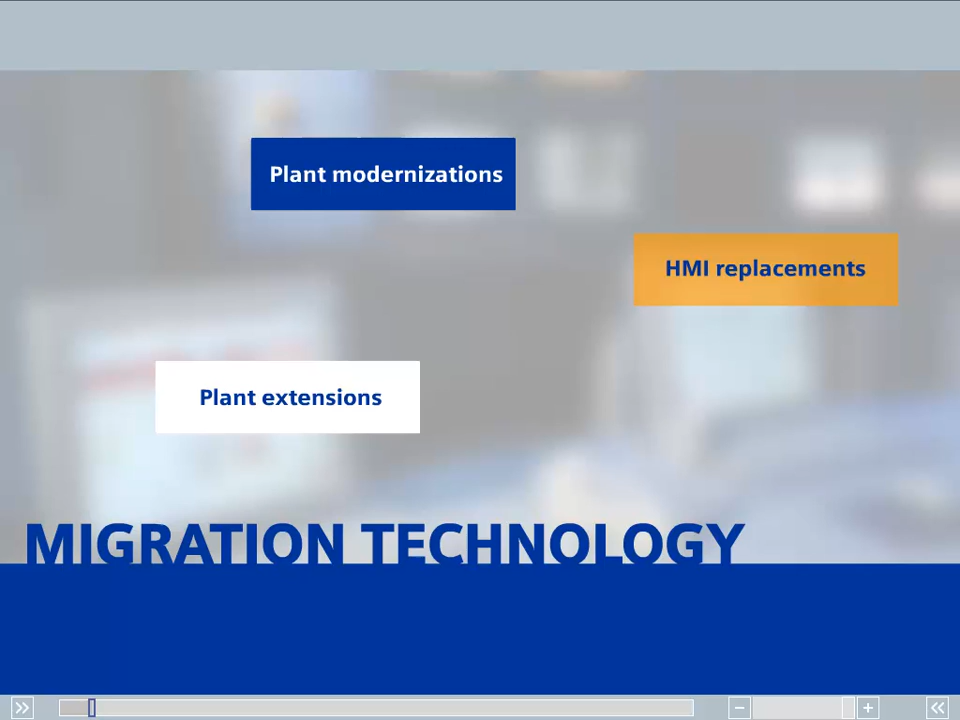 Plant modernizations
HMI replacements
Plant extensions
MIGRATION TECHNOLOGY